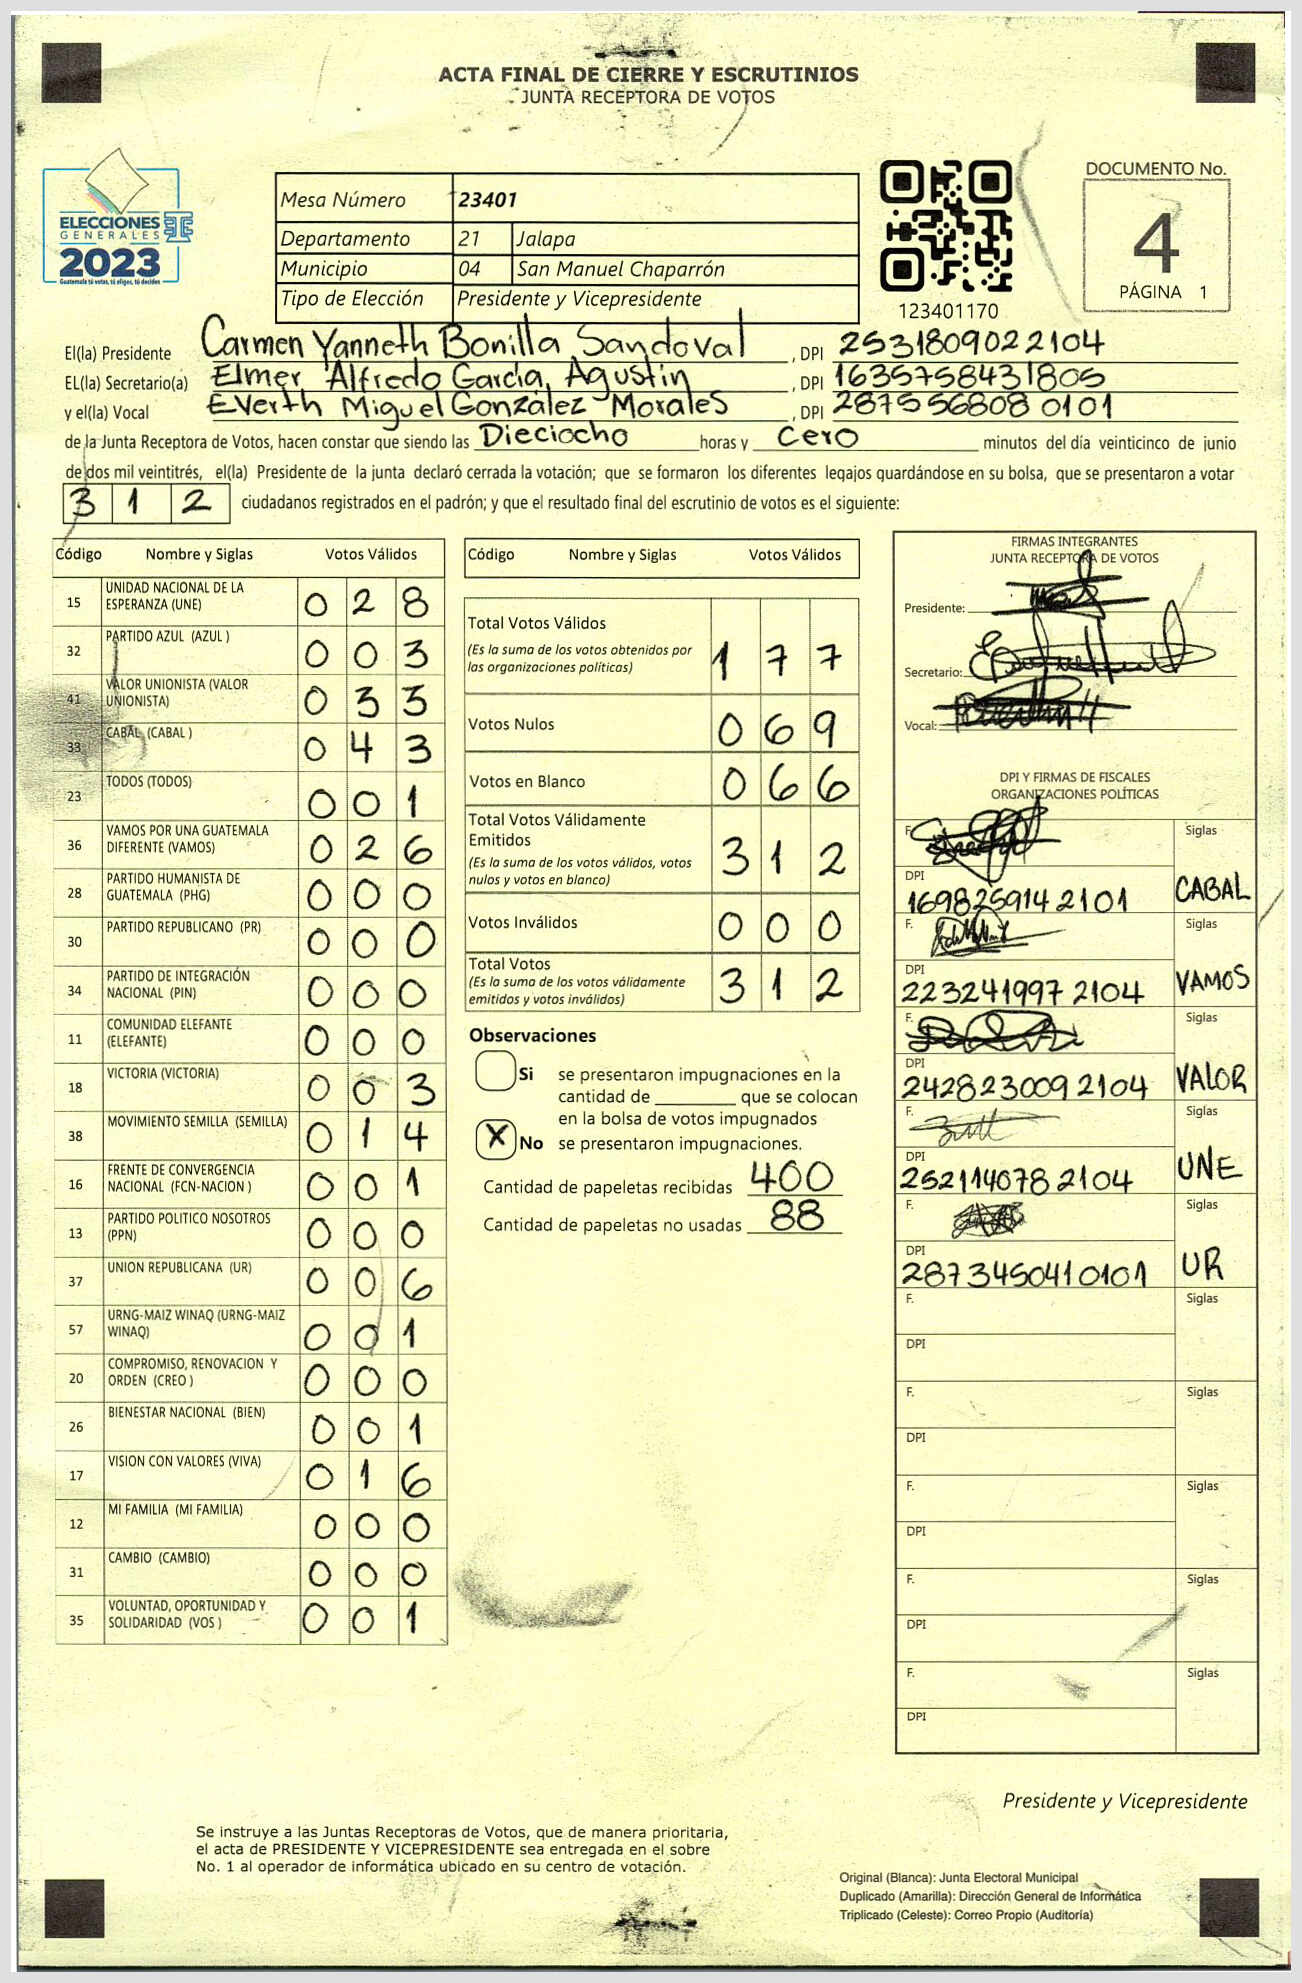 ACTA FINAL DE CIERRE Y ESCRUTINIOS
JUNTA RECEPTORA DE VOTOS
ELECCIONES
GENERALES
2023
Guatemala tú votas, tú eliges, tú decides
Mesa Número 23401
Departamento 21 Jalapa
Municipio 04 San Manuel Chaparrón
Tipo de Elección Presidente y Vicepresidente
123401170
DOCUMENTO No.
4
PÁGINA 1
El(la) Presidente Carmen Yanneth Bonilla Sandoval, DPI 2531809022104
EL(la) Secretario(a) Elmer Alfredo García, Agustin, DPI 1635758431805
y el(la) Vocal Everth Miguel González Morales, DPI 2875568080101
de la Junta Receptora de Votos, hacen constar que siendo las Dieciocho horas y Cero minutos del día veinticinco de junio
de dos mil veintitrés, el(la) Presidente de la junta declaró cerrada la votación; que se formaron los diferentes legajos guardándose en su bolsa, que se presentaron a votar
312 ciudadanos registrados en el padrón; y que el resultado final del escrutinio de votos es el siguiente:
Código Nombre y Siglas Votos Válidos
15 UNIDAD NACIONAL DE LA ESPERANZA (UNE) 0 2 8
32 PARTIDO AZUL (AZUL ) 0 0 3
41 VALOR UNIONISTA (VALOR UNIONISTA) 0 3 3
33 CABAL (CABAL ) 0 4 3
23 TODOS (TODOS) 0 0 1
36 VAMOS POR UNA GUATEMALA DIFERENTE (VAMOS) 0 2 6
28 PARTIDO HUMANISTA DE GUATEMALA (PHG) 0 0 0
30 PARTIDO REPUBLICANO (PR) 0 0 0
34 PARTIDO DE INTEGRACIÓN NACIONAL (PIN) 0 0 0
11 COMUNIDAD ELEFANTE (ELEFANTE) 0 0 0
18 VICTORIA (VICTORIA) 0 0 3
38 MOVIMIENTO SEMILLA (SEMILLA) 0 1 4
16 FRENTE DE CONVERGENCIA NACIONAL (FCN-NACION ) 0 0 1
13 PARTIDO POLITICO NOSOTROS (PPN) 0 0 0
37 UNION REPUBLICANA (UR) 0 0 6
57 URNG-MAIZ WINAQ (URNG-MAIZ WINAQ) 0 0 1
20 COMPROMISO, RENOVACION Y ORDEN (CREO ) 0 0 0
26 BIENESTAR NACIONAL (BIEN) 0 0 1
17 VISION CON VALORES (VIVA) 0 1 6
12 MI FAMILIA (MI FAMILIA) 0 0 0
31 CAMBIO (CAMBIO) 0 0 0
35 VOLUNTAD, OPORTUNIDAD Y SOLIDARIDAD (VOS ) 0 0 1
Código Nombre y Siglas Votos Válidos
Total Votos Válidos
(Es la suma de los votos obtenidos por
las organizaciones políticas) 1 7 7
Votos Nulos 0 6 9
Votos en Blanco 0 6 6
Total Votos Válidamente
Emitidos
(Es la suma de los votos válidos, votos
nulos y votos en blanco) 3 1 2
Votos Inválidos 0 0 0
Total Votos
(Es la suma de los votos válidamente
emitidos y votos inválidos) 3 1 2
Observaciones
Si se presentaron impugnaciones en la
cantidad de ________ que se colocan
en la bolsa de votos impugnados
X No se presentaron impugnaciones.
Cantidad de papeletas recibidas 400
Cantidad de papeletas no usadas 88
FIRMAS INTEGRANTES
JUNTA RECEPTORA DE VOTOS
Presidente:
Secretario:
Vocal:
DPI Y FIRMAS DE FISCALES
ORGANIZACIONES POLÍTICAS
F. Siglas
DPI
169825914 2101 CABAL
F. Siglas
DPI
223241997 2104 VAMOS
F. Siglas
DPI
242823009 2104 VALOR
F. Siglas
DPI
252114078 2104 UNE
F. Siglas
DPI
2873450410101 UR
F. Siglas
DPI
F. Siglas
DPI
F. Siglas
DPI
F. Siglas
DPI
F. Siglas
DPI
Presidente y Vicepresidente
Se instruye a las Juntas Receptoras de Votos, que de manera prioritaria,
el acta de PRESIDENTE Y VICEPRESIDENTE sea entregada en el sobre
No. 1 al operador de informática ubicado en su centro de votación.
Original (Blanca): Junta Electoral Municipal
Duplicado (Amarilla): Dirección General de Informática
Triplicado (Celeste): Correo Propio (Auditoría)